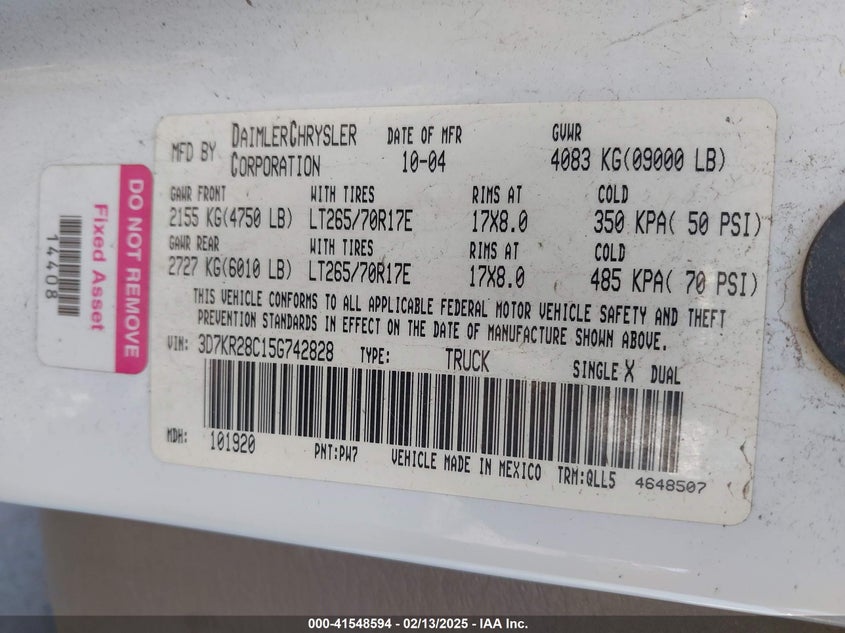 MFD BY DAIMLERCHRYSLER CORPORATION DATE OF MFR 10-04 GVWR 4083 KG(09000 LB)
GAWR FRONT WITH TIRES RIMS AT COLD
2155 KG(4750 LB) LT265/70R17E 17X8.0 350 KPA( 50 PSI)
GAWR REAR WITH TIRES RIMS AT COLD
2727 KG(6010 LB) LT265/70R17E 17X8.0 485 KPA( 70 PSI)
THIS VEHICLE CONFORMS TO ALL APPLICABLE FEDERAL MOTOR VEHICLE SAFETY AND THEFT
PREVENTION STANDARDS IN EFFECT ON THE DATE OF MANUFACTURE SHOWN ABOVE.
VIN: 3D7KR28C15G742828 TYPE: TRUCK SINGLE X DUAL
MDH: 101920 PNT:PW7 VEHICLE MADE IN MEXICO TRM:QLL5 4648507
DO NOT REMOVE
Fixed Asset
14408
000-41548594 – 02/13/2025 – IAA Inc.